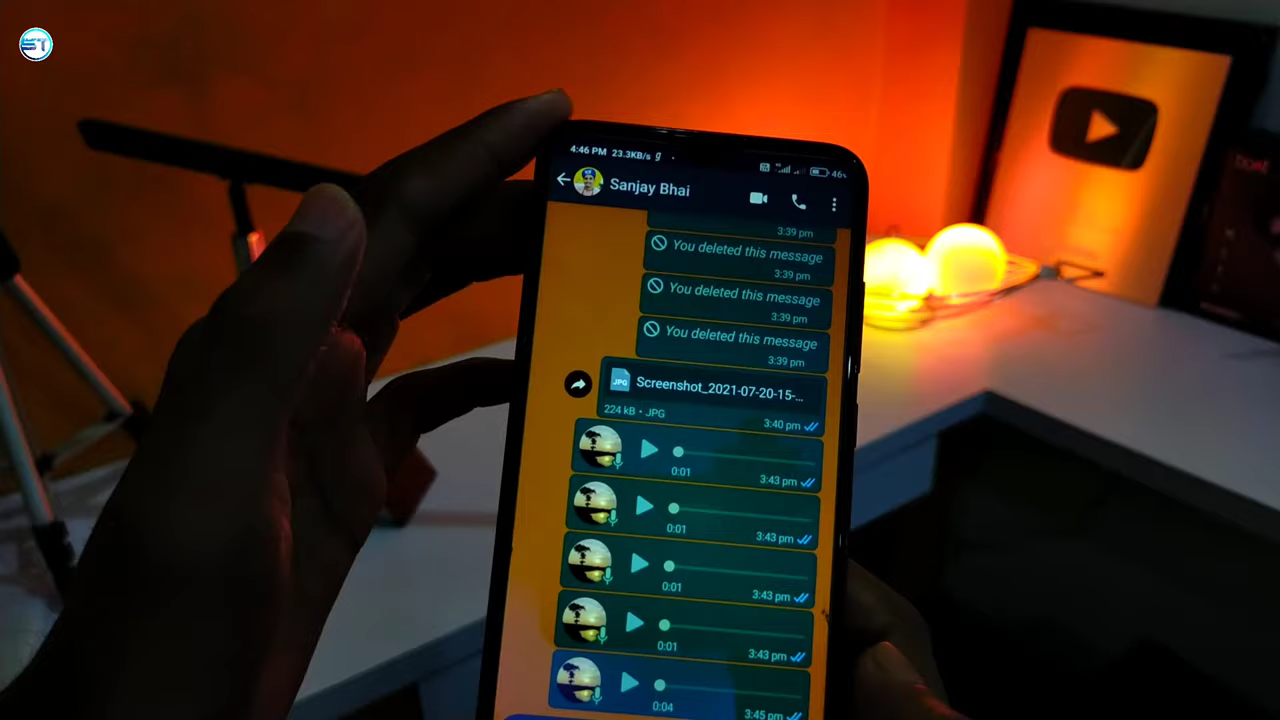 ST
4:46 PM 23.3KB/s
46%
Sanjay Bhai
3:39 pm
You deleted this message
3:39 pm
You deleted this message
3:39 pm
You deleted this message
3:39 pm
JPG
Screenshot_2021-07-20-15-...
224 kB • JPG
3:40 pm
0:01
3:43 pm
0:01
3:43 pm
0:01
3:43 pm
0:01
3:43 pm
0:04
3:45 pm